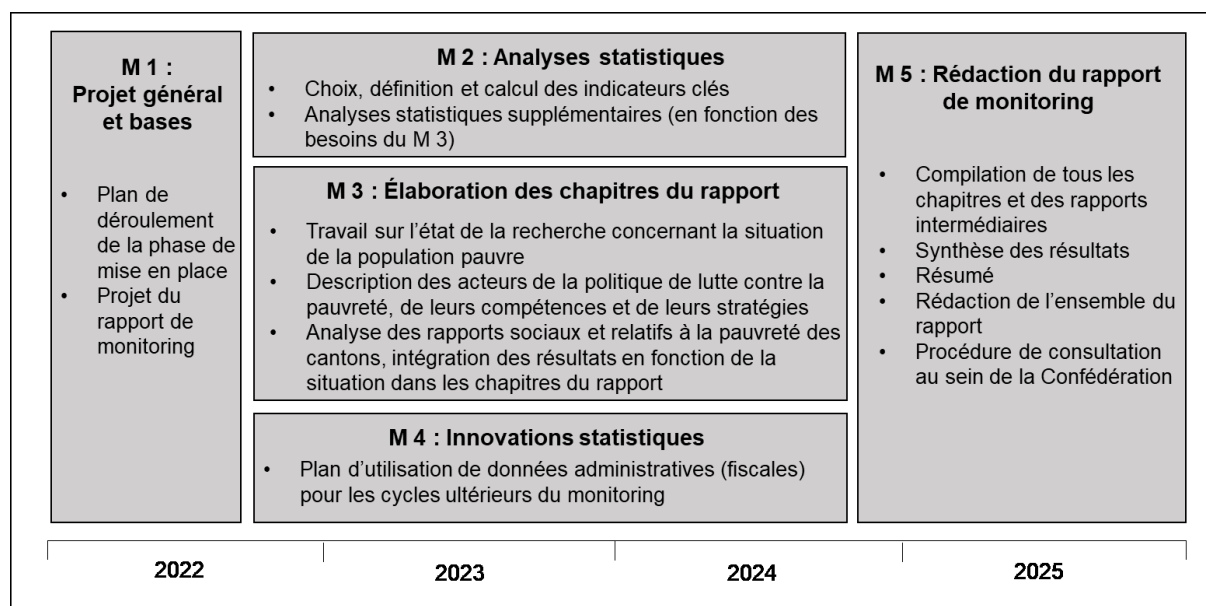 M 1 :
Projet général
et bases
• Plan de
déroulement
de la phase de
mise en place
• Projet du
rapport de
monitoring
M 2 : Analyses statistiques
• Choix, définition et calcul des indicateurs clés
• Analyses statistiques supplémentaires (en fonction des
besoins du M 3)
M 3 : Élaboration des chapitres du rapport
• Travail sur l’état de la recherche concernant la situation
de la population pauvre
• Description des acteurs de la politique de lutte contre la
pauvreté, de leurs compétences et de leurs stratégies
• Analyse des rapports sociaux et relatifs à la pauvreté des
cantons, intégration des résultats en fonction de la
situation dans les chapitres du rapport
M 4 : Innovations statistiques
• Plan d’utilisation de données administratives (fiscales)
pour les cycles ultérieurs du monitoring
M 5 : Rédaction du rapport
de monitoring
• Compilation de tous les
chapitres et des rapports
intermédiaires
• Synthèse des résultats
• Résumé
• Rédaction de l’ensemble du
rapport
• Procédure de consultation
au sein de la Confédération
2022
2023
2024
2025